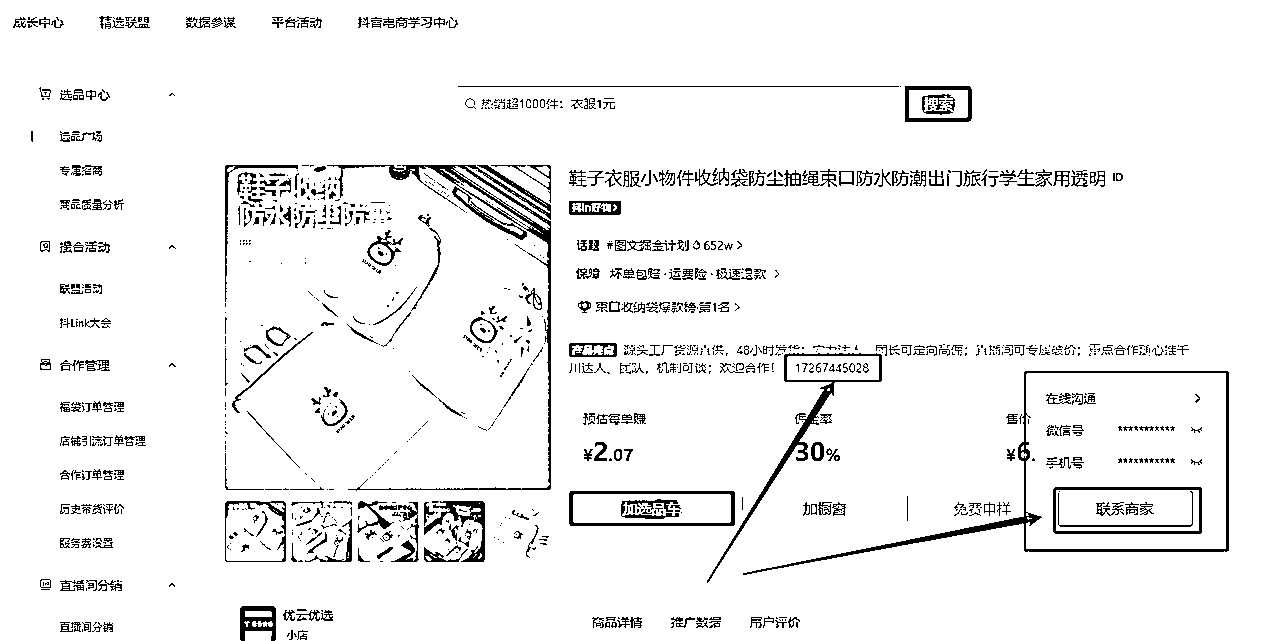 成长中心 精选联盟 数据参谋 平台活动 抖音电商学习中心
选品中心
热销超1000件：衣服1元
搜索
选品广场
专属招商
商品质量分析
撮合活动
联盟活动
抖Link大会
合作管理
福袋订单管理
店铺引流订单管理
合作订单管理
历史带货评价
服务费设置
直播间分销
直播间分销
鞋子收纳
防水防尘防潮
鞋子衣服小物件收纳袋防尘抽绳束口防水防潮出门旅行学生家用透明 ID
抖in好物>
话题 #图文掘金计划 652w >
保障 坏单包赔·运费险·极速退款 >
束口收纳袋爆款榜·第1名 >
产品亮点 源头工厂货源直供，48小时发货；实力达人、团长可定向高佣；直播间可专属破价；重点合作随心推千
川达人、团队，机制可谈；欢迎合作！ 17267445028
预估每单赚 佣金率 售价
¥2.07 30% ¥6.
加选品车 加橱窗 免费申样
在线沟通 >
微信号 ***********
手机号 ***********
联系商家
优云优选
小店
商品详情 推广数据 用户评价